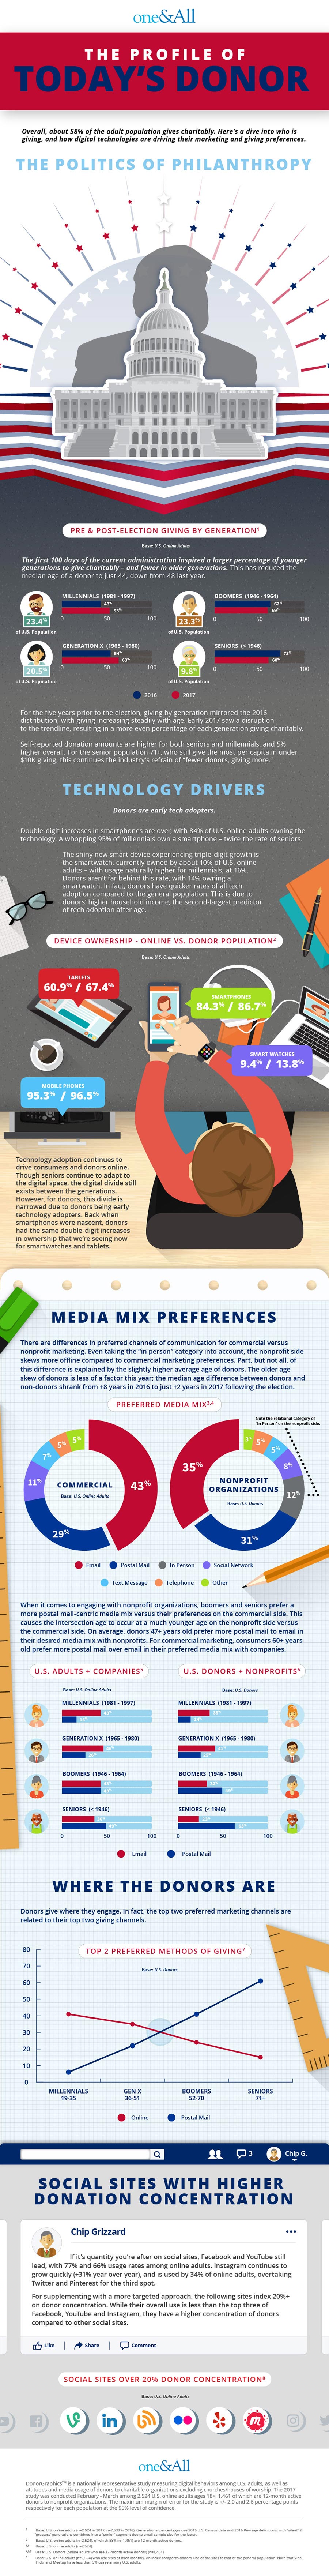 one&All
THE PROFILE OF
TODAY'S DONOR
Overall, about 58% of the adult population gives charitably. Here's a dive into who is
giving, and how digital technologies are driving their marketing and giving preferences.
THE POLITICS OF PHILANTHROPY
PRE & POST-ELECTION GIVING BY GENERATION¹
Base: U.S. Online Adults
The first 100 days of the current administration inspired a larger percentage of younger
generations to give charitably – and fewer in older generations. This has reduced the
median age of a donor to just 44, down from 48 last year.
MILLENNIALS (1981 - 1997)
43%
53%
23.4%
of U.S. Population
0 50 100
BOOMERS (1946 - 1964)
62%
59%
23.3%
of U.S. Population
0 50 100
GENERATION X (1965 - 1980)
54%
63%
20.5%
of U.S. Population
0 50 100
SENIORS (< 1946)
73%
60%
9.8%
of U.S. Population
0 50 100
2016 2017
For the five years prior to the election, giving by generation mirrored the 2016
distribution, with giving increasing steadily with age. Early 2017 saw a disruption
to the trendline, resulting in a more even percentage of each generation giving charitably.
Self-reported donation amounts are higher for both seniors and millennials, and 5%
higher overall. For the senior population 71+, who still give the most per capita in under
$10K giving, this continues the industry's refrain of "fewer donors, giving more."
TECHNOLOGY DRIVERS
Donors are early tech adopters.
Double-digit increases in smartphones are over, with 84% of U.S. online adults owning the
technology. A whopping 95% of millennials own a smartphone – twice the rate of seniors.
The shiny new smart device experiencing triple-digit growth is
the smartwatch, currently owned by about 10% of U.S. online
adults – with usage naturally higher for millennials, at 16%.
Donors aren't far behind this rate, with 14% owning a
smartwatch. In fact, donors have quicker rates of all tech
adoption compared to the general population. This is due to
donors' higher household income, the second-largest predictor
of tech adoption after age.
DEVICE OWNERSHIP - ONLINE VS. DONOR POPULATION²
Base: U.S. Online Adults
TABLETS
60.9% / 67.4%
SMARTPHONES
84.3% / 86.7%
SMART WATCHES
9.4% / 13.8%
MOBILE PHONES
95.3% / 96.5%
Technology adoption continues to
drive consumers and donors online.
Though seniors continue to adapt to
the digital space, the digital divide still
exists between the generations.
However, for donors, this divide is
narrowed due to donors being early
technology adopters. Back when
smartphones were nascent, donors
had the same double-digit increases
in ownership that we're seeing now
for smartwatches and tablets.
MEDIA MIX PREFERENCES
There are differences in preferred channels of communication for commercial versus
nonprofit marketing. Even taking the "in person" category into account, the nonprofit side
skews more offline compared to commercial marketing preferences. Part, but not all, of
this difference is explained by the slightly higher average age of donors. The older age
skew of donors is less of a factor this year; the median age difference between donors and
non-donors shrank from +8 years in 2016 to just +2 years in 2017 following the election.
PREFERRED MEDIA MIX³,⁴
Note the relational category of
"In Person" on the nonprofit side.
COMMERCIAL
Base: U.S. Online Adults
43%
29%
11%
7%
5%
5%
NONPROFIT
ORGANIZATIONS
Base: U.S. Donors
35%
31%
12%
8%
5%
5%
Email Postal Mail In Person Social Network
Text Message Telephone Other
When it comes to engaging with nonprofit organizations, boomers and seniors prefer a
more postal mail-centric media mix versus their preferences on the commercial side. This
causes the intersection age to occur at a much younger age on the nonprofit side versus
the commercial side. On average, donors 47+ years old prefer more postal mail to email in
their desired media mix with nonprofits. For commercial marketing, consumers 60+ years
old prefer more postal mail over email in their preferred media mix with companies.
U.S. ADULTS + COMPANIES⁵
Base: U.S. Online Adults
MILLENNIALS (1981 - 1997)
GENERATION X (1965 - 1980)
BOOMERS (1946 - 1964)
SENIORS (< 1946)
0 50 100
U.S. DONORS + NONPROFITS⁶
Base: U.S. Donors
MILLENNIALS (1981 - 1997)
GENERATION X (1965 - 1980)
BOOMERS (1946 - 1964)
SENIORS (< 1946)
0 50 100
Email Postal Mail
WHERE THE DONORS ARE
Donors give where they engage. In fact, the top two preferred marketing channels are
related to their top two giving channels.
TOP 2 PREFERRED METHODS OF GIVING⁷
Base: U.S. Donors
80
70
60
50
40
30
20
10
0
MILLENNIALS GEN X BOOMERS SENIORS
19-35 36-51 52-70 71+
Online Postal Mail
3 Chip G.
SOCIAL SITES WITH HIGHER
DONATION CONCENTRATION
Chip Grizzard
If it's quantity you're after on social sites, Facebook and YouTube still
lead, with 77% and 66% usage rates among online adults. Instagram continues to
grow quickly (+31% year over year), and is used by 34% of online adults, overtaking
Twitter and Pinterest for the third spot.
For supplementing with a more targeted approach, the following sites index 20%+
on donor concentration. While their overall use is less than the top three of
Facebook, YouTube and Instagram, they have a higher concentration of donors
compared to other social sites.
Like Share Comment
SOCIAL SITES OVER 20% DONOR CONCENTRATION⁸
Base: U.S. Online Adults
one&All
DonorGraphics™ is a nationally representative study measuring digital behaviors among U.S. adults, as well as
attitudes and media usage of donors to charitable organizations excluding churches/houses of worship. The 2017
study was conducted February - March among 2,524 U.S. online adults ages 18+, 1,461 of which are 12-month active
donors to nonprofit organizations. The maximum margin of error for the study is +/- 2.0 and 2.6 percentage points
respectively for each population at the 95% level of confidence.